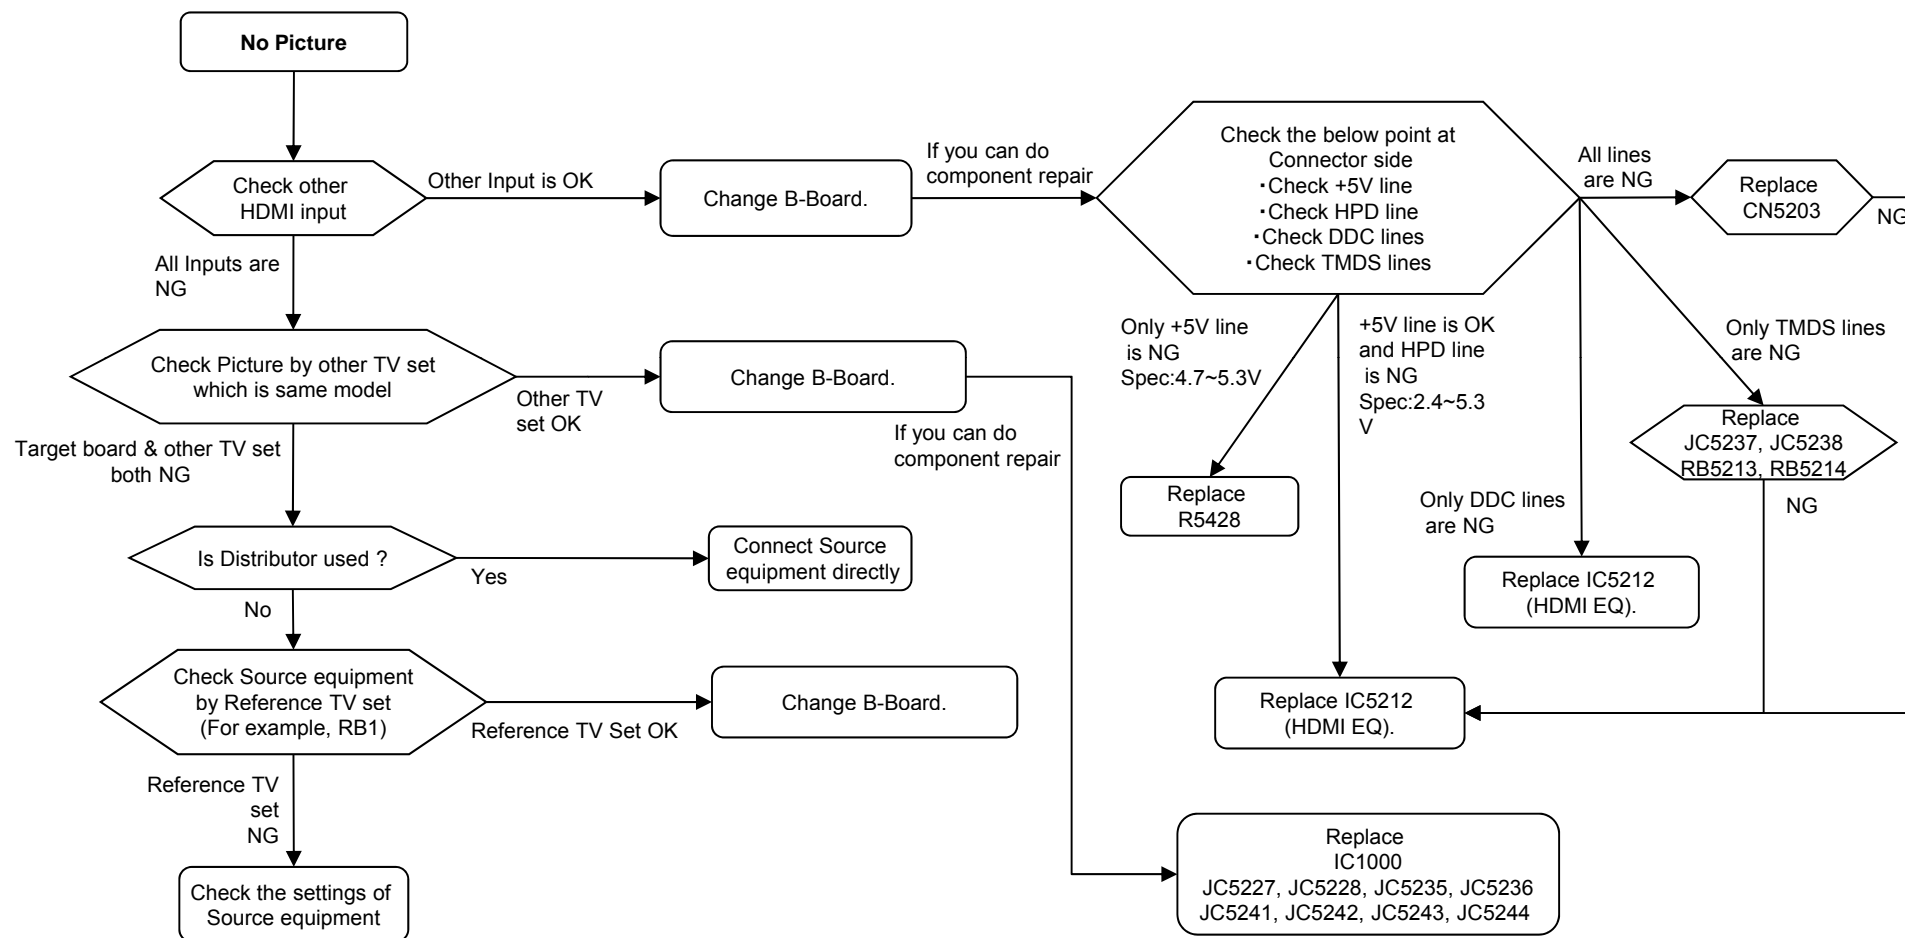 No Picture
Check other
HDMI input
Other Input is OK
Change B-Board.
If you can do
component repair
Check the below point at
Connector side
・Check +5V line
・Check HPD line
・Check DDC lines
・Check TMDS lines
All lines
are NG
Replace
CN5203
NG
All Inputs are
NG
Check Picture by other TV set
which is same model
Other TV
set OK
Change B-Board.
If you can do
component repair
Only +5V line
is NG
Spec:4.7~5.3V
+5V line is OK
and HPD line
is NG
Spec:2.4~5.3
V
Only TMDS lines
are NG
Replace
JC5237, JC5238
RB5213, RB5214
NG
Replace
R5428
Only DDC lines
are NG
Replace IC5212
(HDMI EQ).
Target board & other TV set
both NG
Is Distributor used ?
Yes
Connect Source
equipment directly
No
Check Source equipment
by Reference TV set
(For example, RB1)
Reference TV Set OK
Change B-Board.
Replace IC5212
(HDMI EQ).
Reference TV
set
NG
Check the settings of
Source equipment
Replace
IC1000
JC5227, JC5228, JC5235, JC5236
JC5241, JC5242, JC5243, JC5244